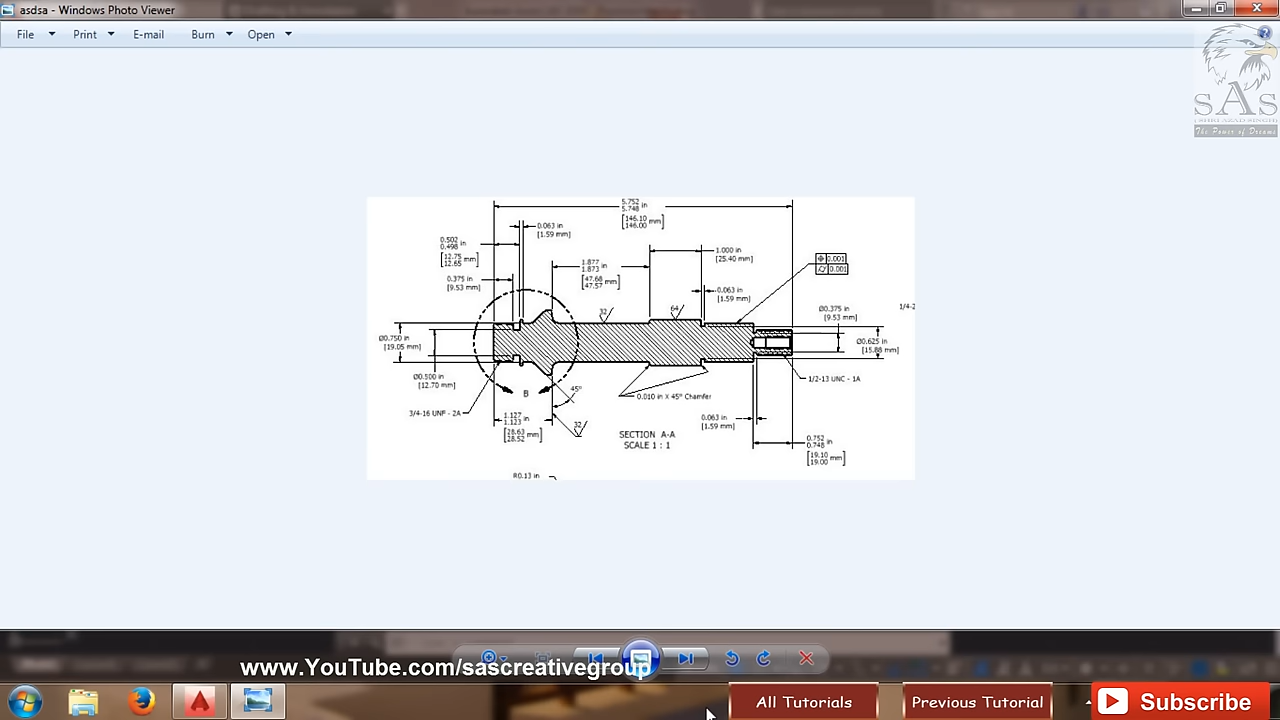 asdsa - Windows Photo Viewer
File
Print
E-mail
Burn
Open
sAs
The Power of Dreams
5.752
5.748 in
[146.10
146.00 mm]
0.063 in
[1.59 mm]
0.502
0.498 in
[12.75
12.65 mm]
1.877
1.873 in
[47.68
47.57 mm]
1.000 in
[25.40 mm]
0.001
0.001
0.375 in
[9.53 mm]
0.063 in
[1.59 mm]
32
64
Ø0.375 in
[9.53 mm]
1/4-2
Ø0.750 in
[19.05 mm]
Ø0.625 in
[15.88 mm]
Ø0.500 in
[12.70 mm]
1/2-13 UNC - 1A
B
45°
0.010 in X 45° Chamfer
3/4-16 UNF - 2A
1.127
1.123 in
[28.63
28.52 mm]
32
0.063 in
[1.59 mm]
SECTION A-A
SCALE 1 : 1
0.752
0.748 in
[19.10
19.00 mm]
R0.13 in
www.YouTube.com/sascreativegroup
All Tutorials
Previous Tutorial
Subscribe